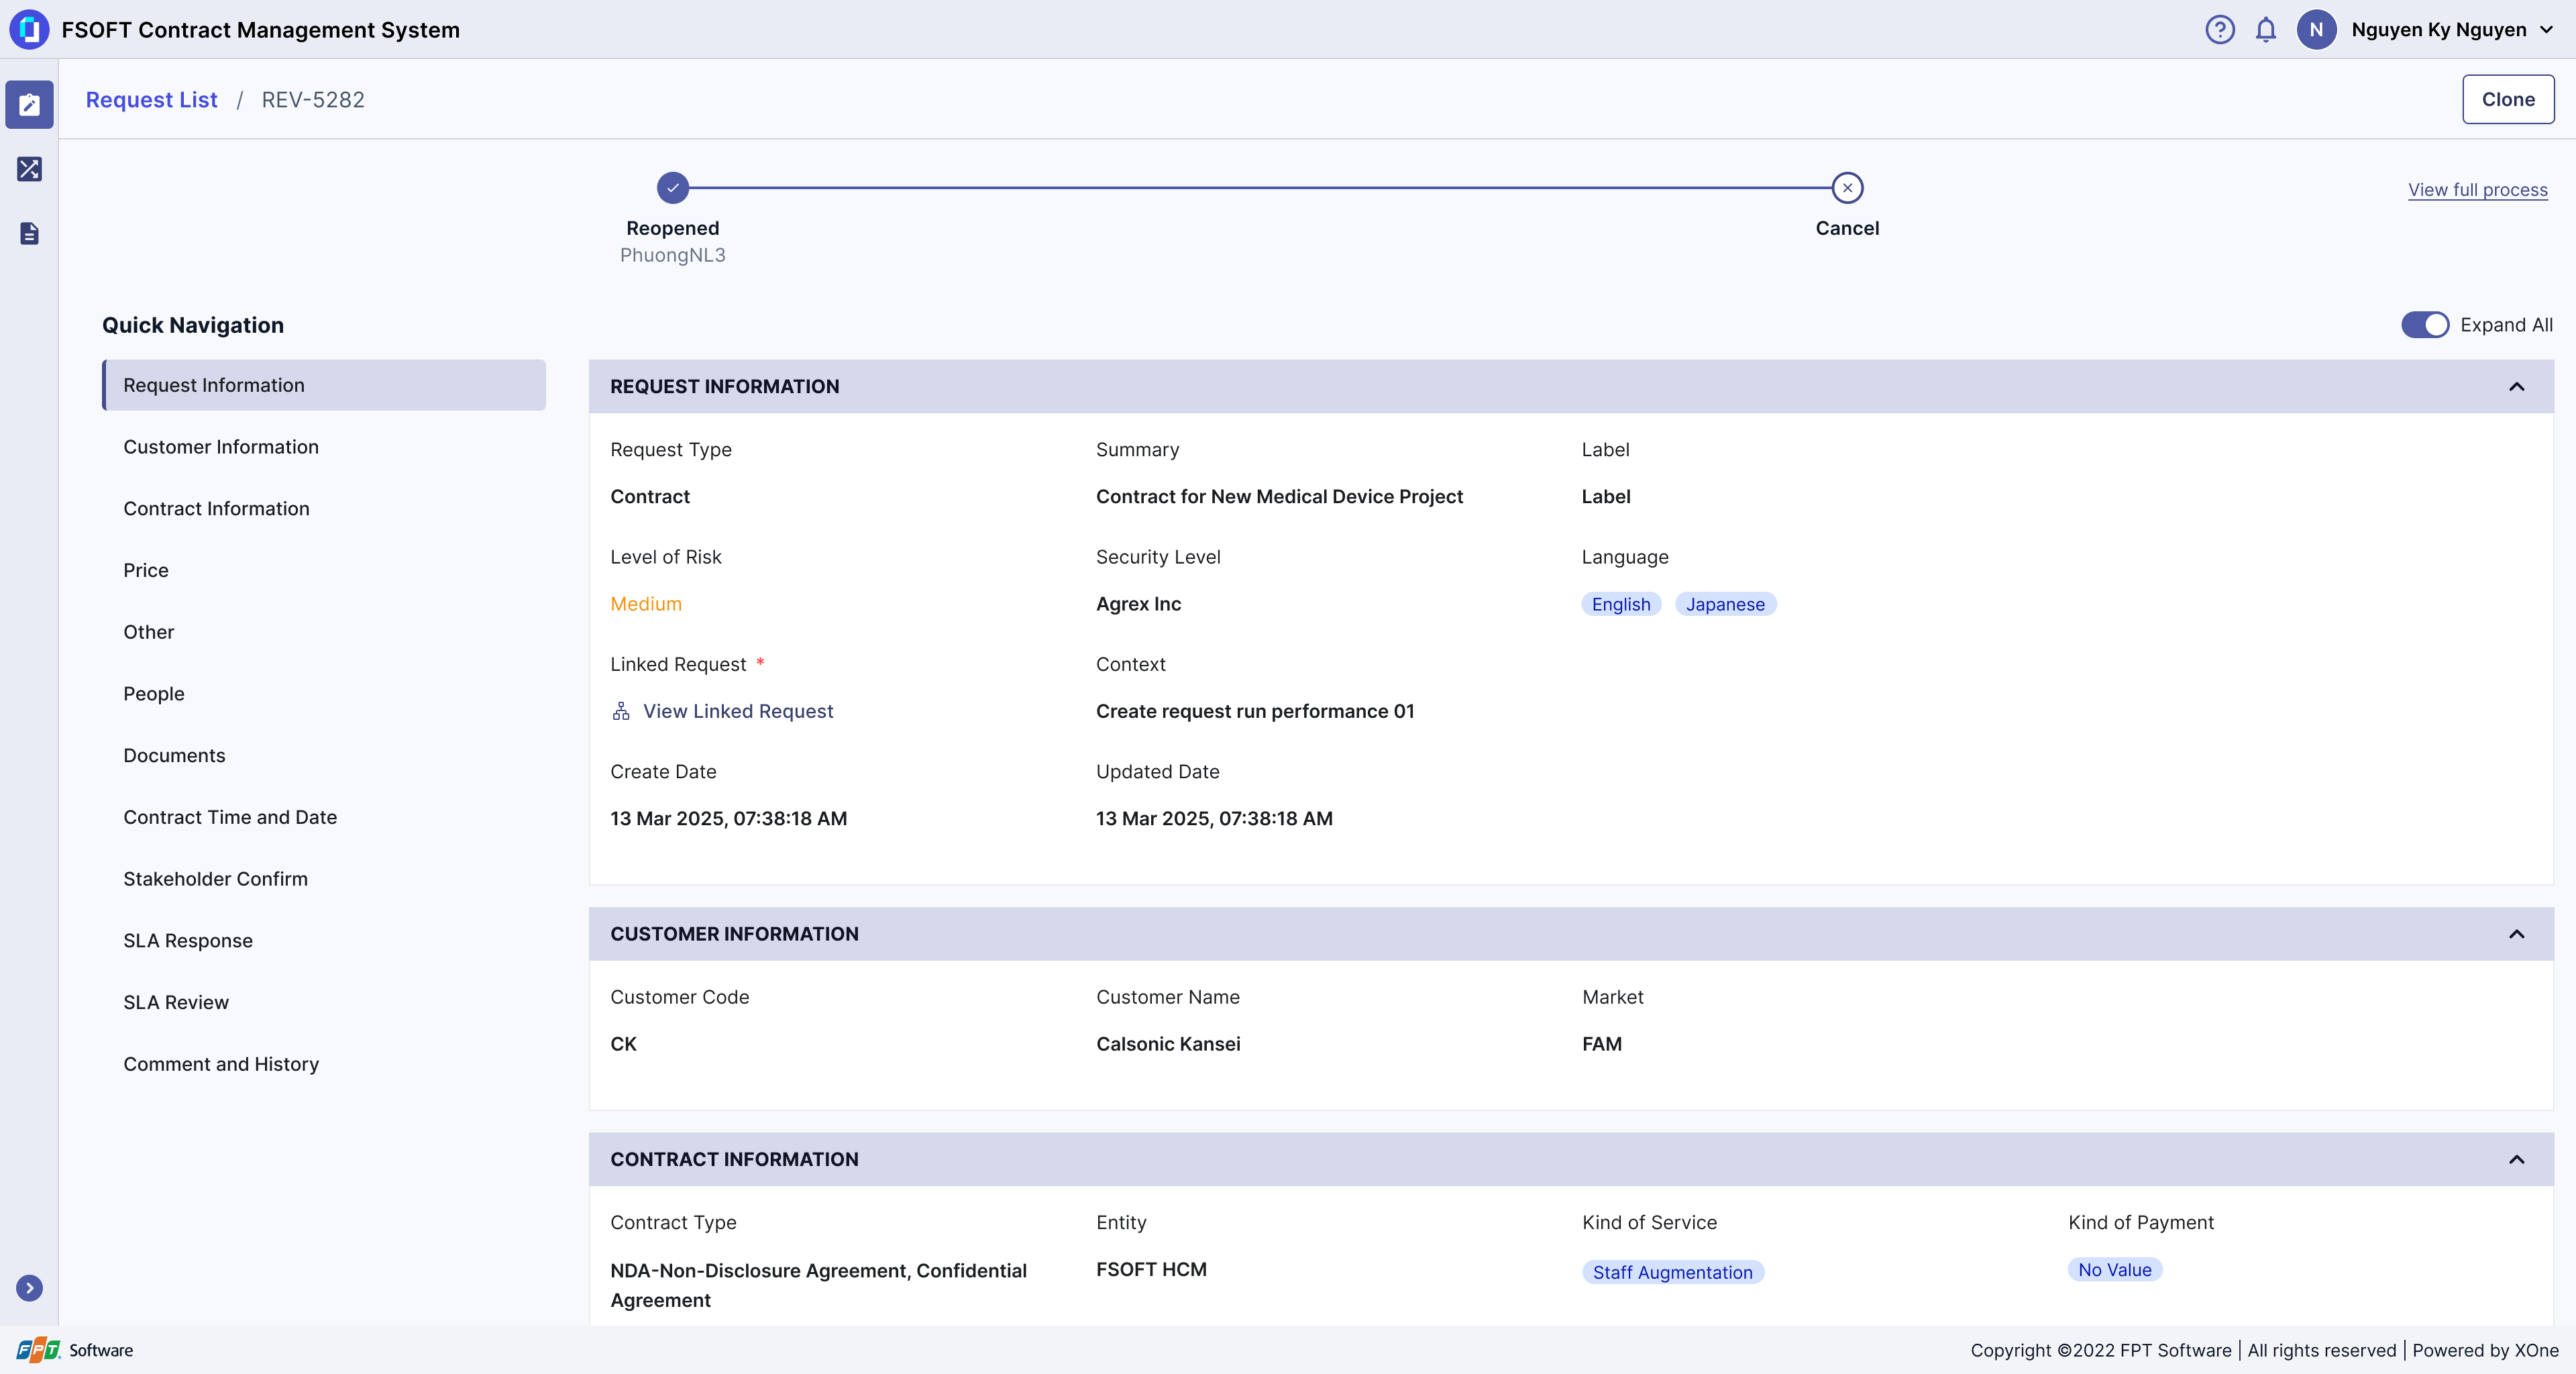 FSOFT Contract Management System
N
Nguyen Ky Nguyen
Request List / REV-5282
Clone
Reopened
PhuongNL3
Cancel
View full process
Quick Navigation
Expand All
Request Information
Customer Information
Contract Information
Price
Other
People
Documents
Contract Time and Date
Stakeholder Confirm
SLA Response
SLA Review
Comment and History
REQUEST INFORMATION
Request Type
Summary
Label
Contract
Contract for New Medical Device Project
Label
Level of Risk
Security Level
Language
Medium
Agrex Inc
English
Japanese
Linked Request *
Context
View Linked Request
Create request run performance 01
Create Date
Updated Date
13 Mar 2025, 07:38:18 AM
13 Mar 2025, 07:38:18 AM
CUSTOMER INFORMATION
Customer Code
Customer Name
Market
CK
Calsonic Kansei
FAM
CONTRACT INFORMATION
Contract Type
Entity
Kind of Service
Kind of Payment
NDA-Non-Disclosure Agreement, Confidential
Agreement
FSOFT HCM
Staff Augmentation
No Value
FPT Software
Copyright ©2022 FPT Software | All rights reserved | Powered by XOne